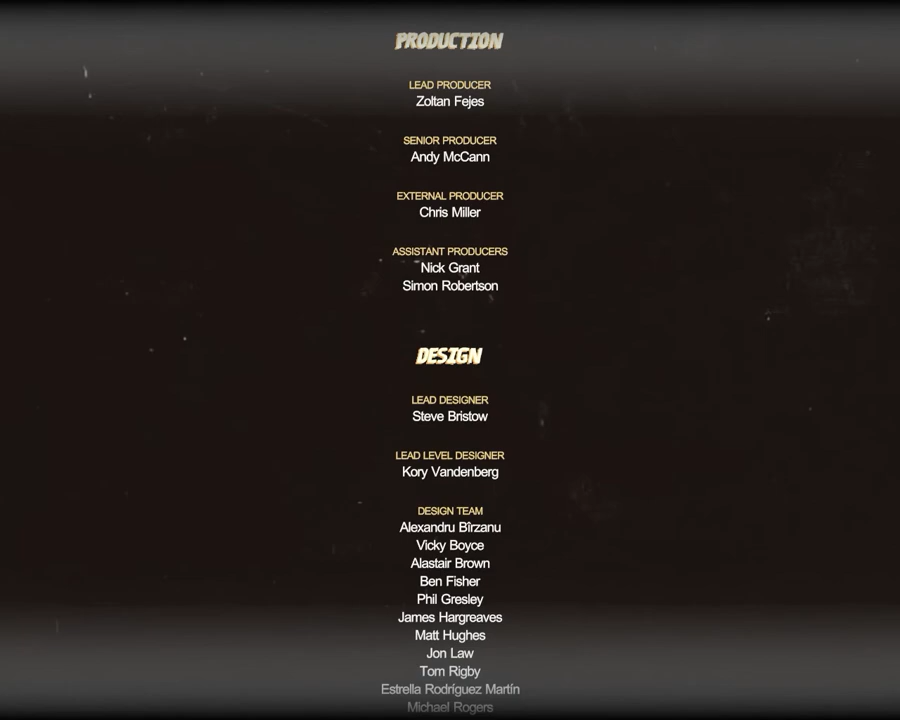 PRODUCTION
LEAD PRODUCER
Zoltan Fejes
SENIOR PRODUCER
Andy McCann
EXTERNAL PRODUCER
Chris Miller
ASSISTANT PRODUCERS
Nick Grant
Simon Robertson
DESIGN
LEAD DESIGNER
Steve Bristow
LEAD LEVEL DESIGNER
Kory Vandenberg
DESIGN TEAM
Alexandru Bîrzanu
Vicky Boyce
Alastair Brown
Ben Fisher
Phil Gresley
James Hargreaves
Matt Hughes
Jon Law
Tom Rigby
Estrella Rodríguez Martín
Michael Rogers